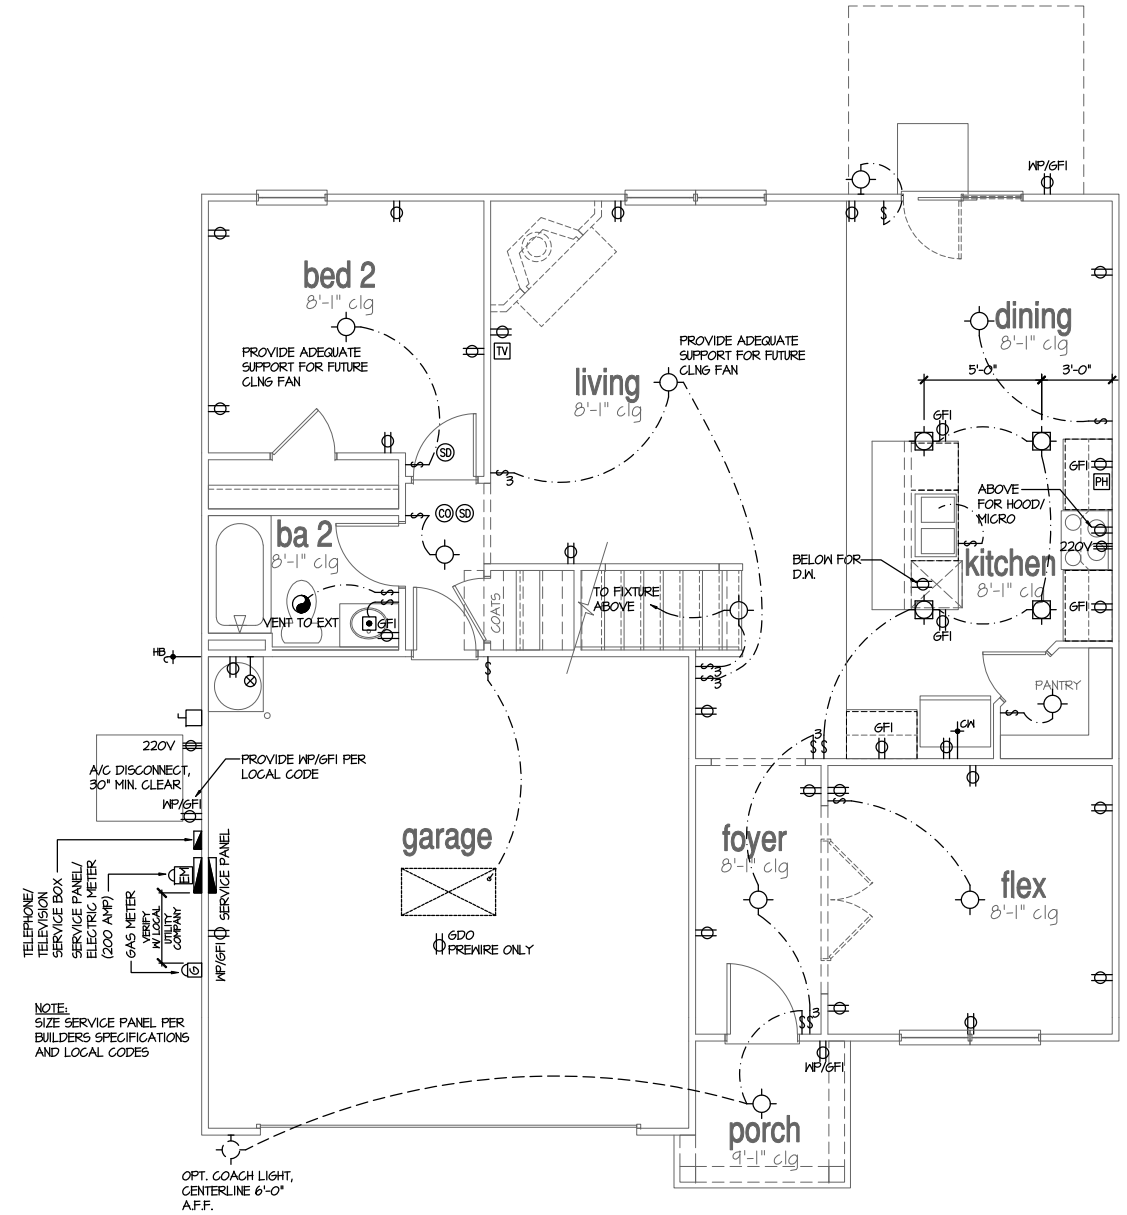 WP/GFI
bed 2
8'-1" clg
PROVIDE ADEQUATE
SUPPORT FOR FUTURE
CLNG FAN
TV
living
8'-1" clg
PROVIDE ADEQUATE
SUPPORT FOR FUTURE
CLNG FAN
dining
8'-1" clg
5'-0"
3'-0"
GFI
$
SD
$
3
GFI
PH
ABOVE
FOR HOOD/
MICRO
220V
CO
SD
ba 2
8'-1" clg
BELOW FOR
D.W.
kitchen
8'-1" clg
COATS
TO FIXTURE
ABOVE
VENT TO EXT
GFI
GFI
GFI
HB
3
3
PANTRY
GFI
CW
3
220V
A/C DISCONNECT,
30" MIN. CLEAR
WP/GFI
PROVIDE WP/GFI PER
LOCAL CODE
garage
foyer
8'-1" clg
flex
8'-1" clg
TELEPHONE/
TELEVISION
SERVICE BOX
SERVICE PANEL/
ELECTRIC METER
(200 AMP)
GAS METER
VERIFY
W/ LOCAL
UTILITY
COMPANY
EM
G
SERVICE PANEL
WP/GFI
GDO
PREWIRE ONLY
NOTE:
SIZE SERVICE PANEL PER
BUILDERS SPECIFICATIONS
AND LOCAL CODES
3
WP/GFI
porch
9'-1" clg
OPT. COACH LIGHT,
CENTERLINE 6'-0"
A.F.F.